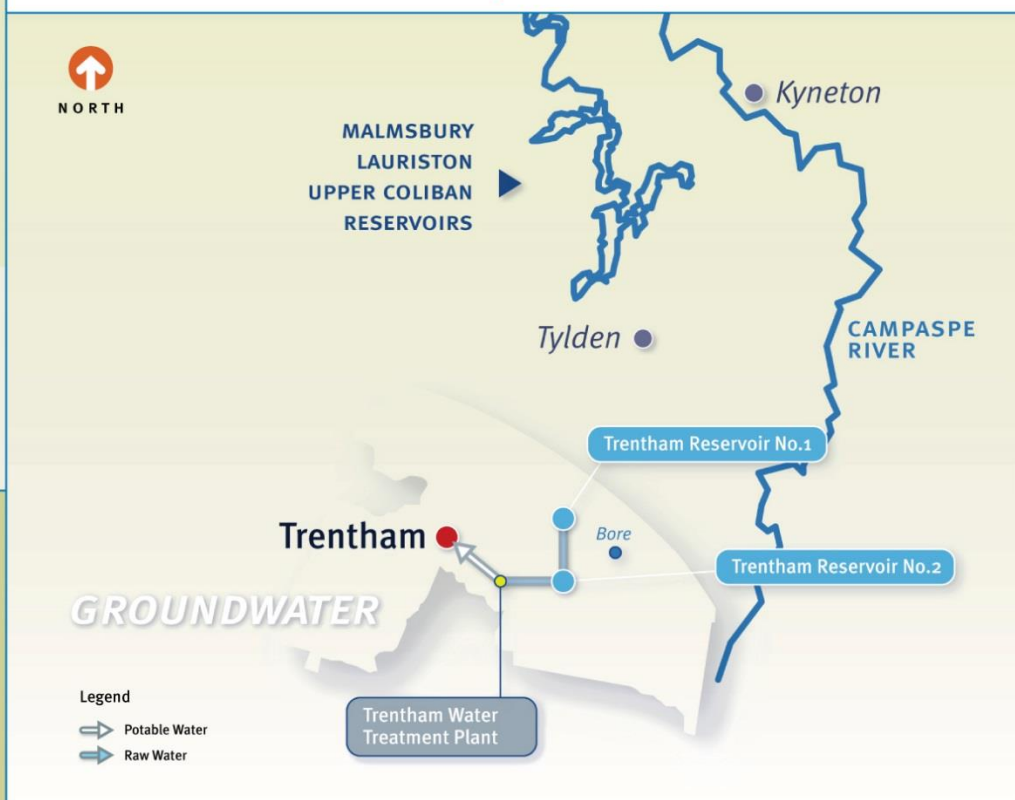 NORTH
Kyneton
MALMSBURY
LAURISTON
UPPER COLIBAN
RESERVOIRS
Tylden
CAMPASPE
RIVER
Trentham Reservoir No.1
Trentham
Bore
Trentham Reservoir No.2
GROUNDWATER
Legend
Potable Water
Raw Water
Trentham Water
Treatment Plant